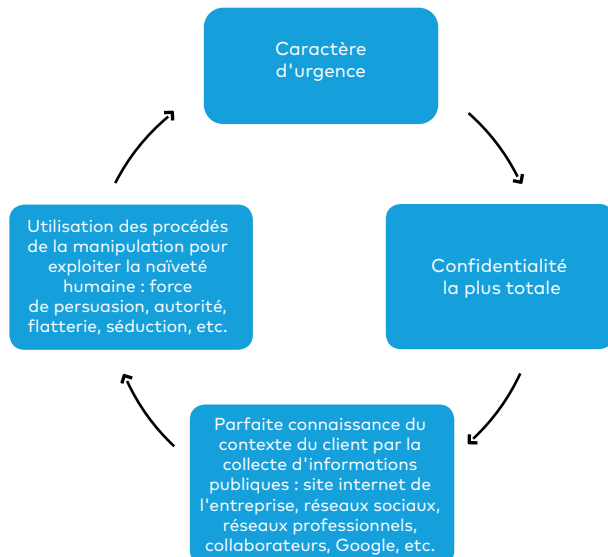 Caractère
d'urgence
Confidentialité
la plus totale
Parfaite connaissance du
contexte du client par la
collecte d'informations
publiques : site internet de
l'entreprise, réseaux sociaux,
réseaux professionnels,
collaborateurs, Google, etc.
Utilisation des procédés
de la manipulation pour
exploiter la naïveté
humaine : force
de persuasion, autorité,
flatterie, séduction, etc.